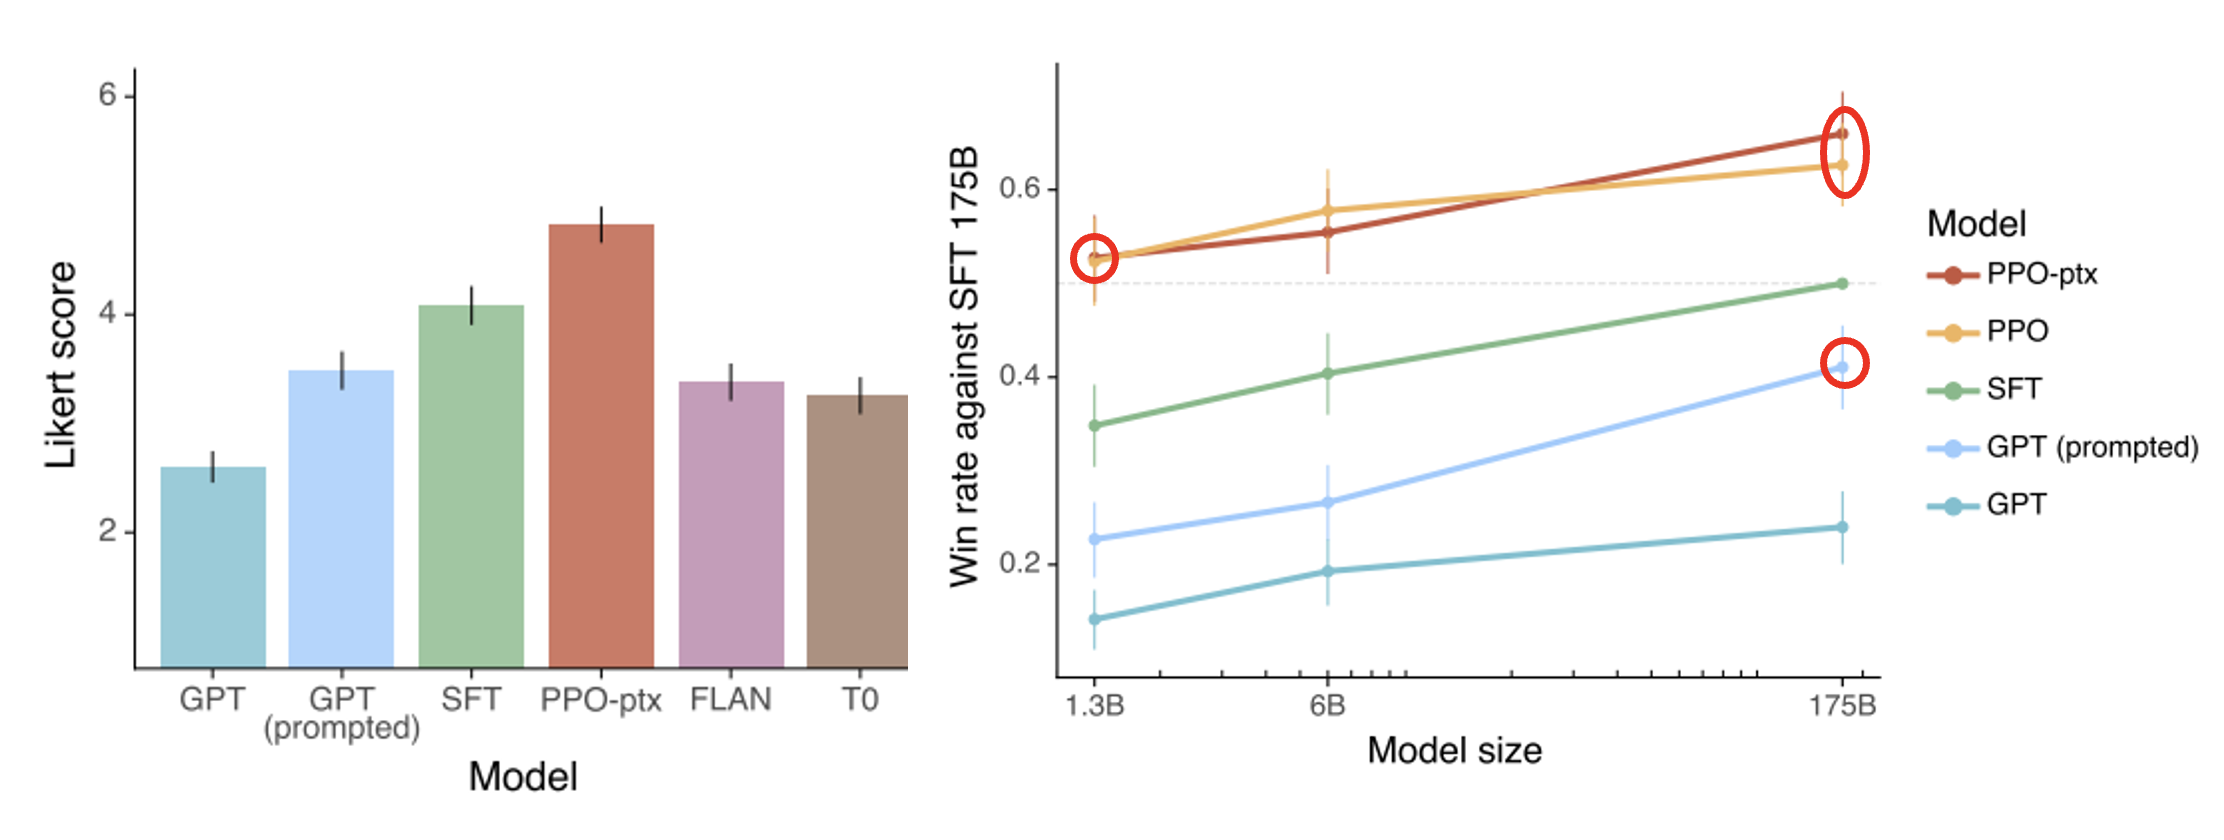 6
4
2
Likert score
GPT
GPT
(prompted)
SFT
PPO-ptx
FLAN
T0
Model
Win rate against SFT 175B
0.6
0.4
0.2
1.3B
6B
175B
Model size
Model
PPO-ptx
PPO
SFT
GPT (prompted)
GPT